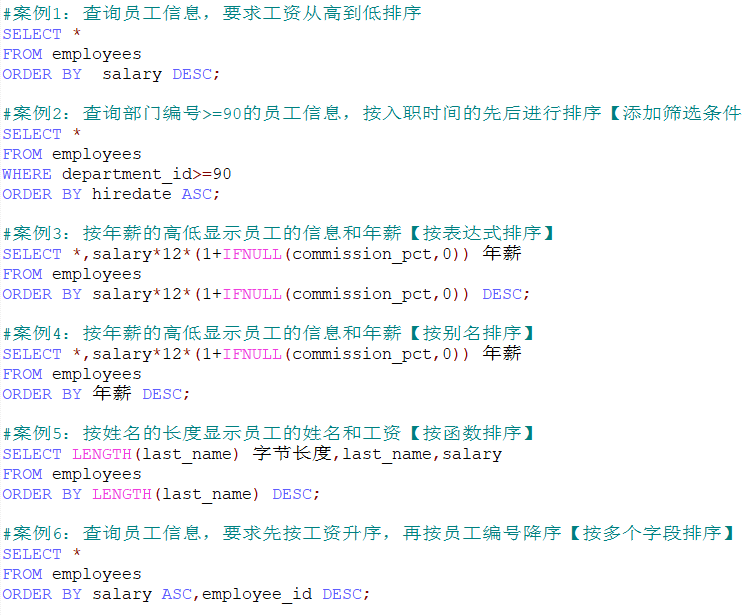 #案例1：查询员工信息，要求工资从高到低排序
SELECT *
FROM employees
ORDER BY  salary DESC;
#案例2：查询部门编号>=90的员工信息，按入职时间的先后进行排序【添加筛选条件
SELECT *
FROM employees
WHERE department_id>=90
ORDER BY hiredate ASC;
#案例3：按年薪的高低显示员工的信息和年薪【按表达式排序】
SELECT *,salary*12*(1+IFNULL(commission_pct,0)) 年薪
FROM employees
ORDER BY salary*12*(1+IFNULL(commission_pct,0)) DESC;
#案例4：按年薪的高低显示员工的信息和年薪【按别名排序】
SELECT *,salary*12*(1+IFNULL(commission_pct,0)) 年薪
FROM employees
ORDER BY 年薪 DESC;
#案例5：按姓名的长度显示员工的姓名和工资【按函数排序】
SELECT LENGTH(last_name) 字节长度,last_name,salary
FROM employees
ORDER BY LENGTH(last_name) DESC;
#案例6：查询员工信息，要求先按工资升序，再按员工编号降序【按多个字段排序】
SELECT *
FROM employees
ORDER BY salary ASC,employee_id DESC;